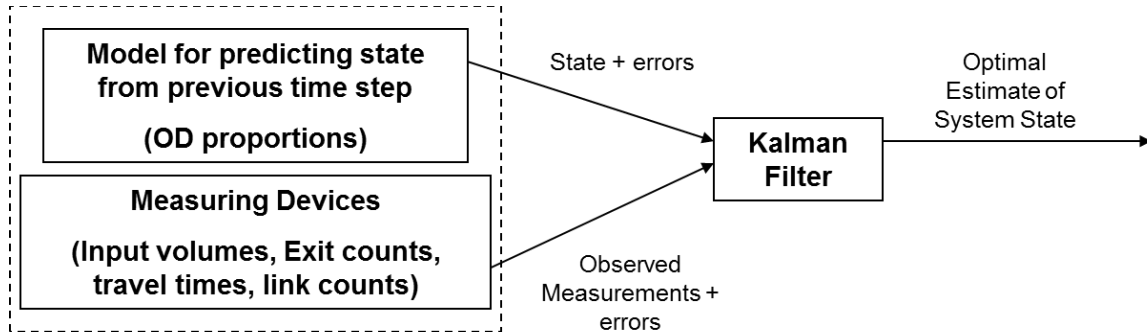 Model for predicting state
from previous time step
(OD proportions)
Measuring Devices
(Input volumes, Exit counts,
travel times, link counts)
State + errors
Observed
Measurements +
errors
Kalman
Filter
Optimal
Estimate of
System State